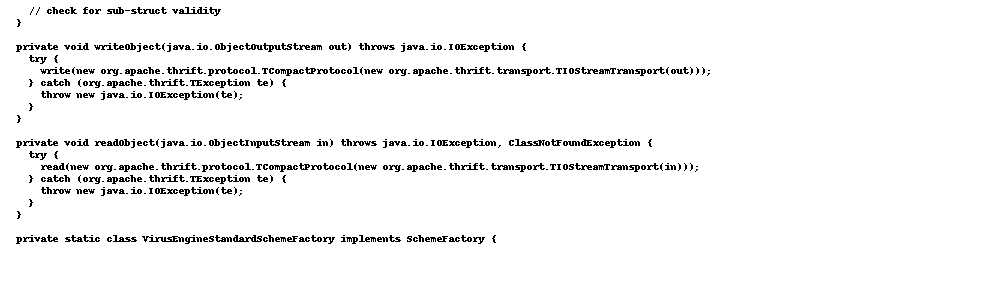 // check for sub-struct validity
}
private void writeObject(java.io.ObjectOutputStream out) throws java.io.IOException {
try {
write(new org.apache.thrift.protocol.TCompactProtocol(new org.apache.thrift.transport.TIOStreamTransport(out)));
} catch (org.apache.thrift.TException te) {
throw new java.io.IOException(te);
}
}
private void readObject(java.io.ObjectInputStream in) throws java.io.IOException, ClassNotFoundException {
try {
read(new org.apache.thrift.protocol.TCompactProtocol(new org.apache.thrift.transport.TIOStreamTransport(in)));
} catch (org.apache.thrift.TException te) {
throw new java.io.IOException(te);
}
}
private static class VirusEngineStandardSchemeFactory implements SchemeFactory {